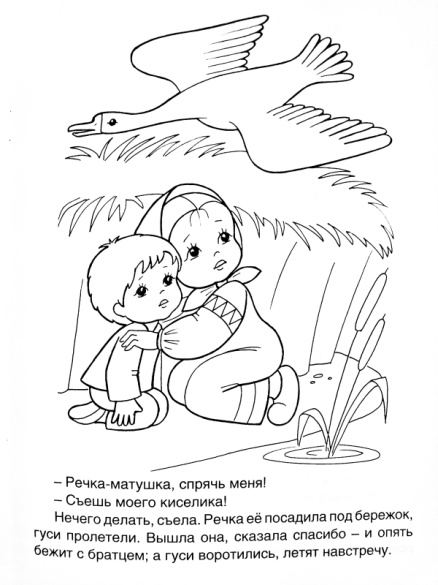 – Речка-матушка, спрячь меня!
– Съешь моего киселика!
Нечего делать, съела. Речка её посадила под бережок,
гуси пролетели. Вышла она, сказала спасибо – и опять
бежит с братцем; а гуси воротились, летят навстречу.